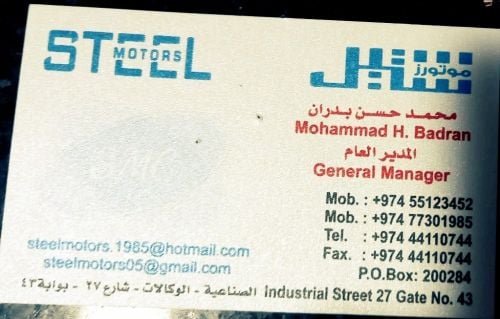 STEEL
MOTORS
ستيل
موتورز
محمد حسن بدران
Mohammad H. Badran
المدير العام
General Manager
Mob. : +974 55123452
Mob. : +974 77301985
Tel. : +974 44110744
Fax. : +974 44110744
P.O.Box: 200284
steelmotors.1985@hotmail.com
steelmotors05@gmail.com
الصناعية - الوكالات - شارع ٢٧ - بوابة ٤٣ Industrial Street 27 Gate No. 43